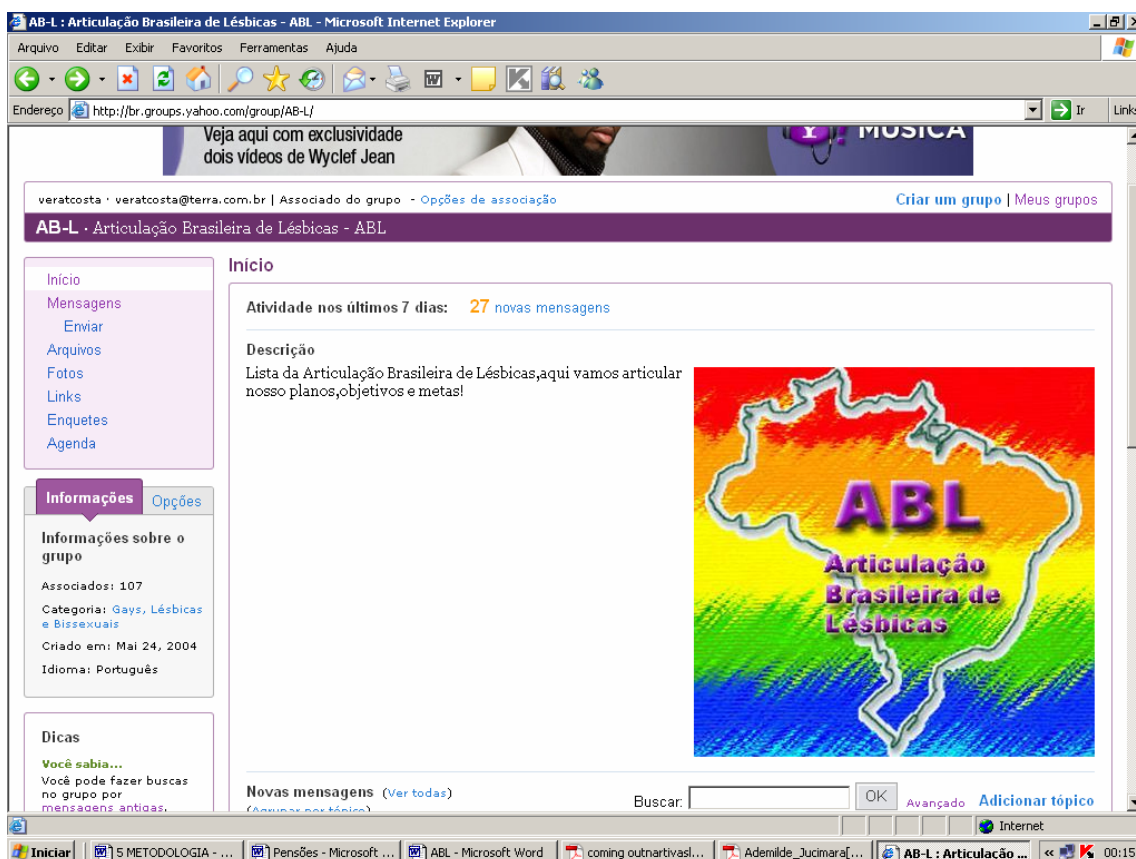 AB-L : Articulação Brasileira de Lésbicas - ABL - Microsoft Internet Explorer
Arquivo Editar Exibir Favoritos Ferramentas Ajuda
Endereço http://br.groups.yahoo.com/group/AB-L/ Ir Links
Veja aqui com exclusividade
dois vídeos de Wyclef Jean
Y! MÚSICA
veratcosta · veratcosta@terra.com.br | Associado do grupo - Opções de associação Criar um grupo | Meus grupos
AB-L · Articulação Brasileira de Lésbicas - ABL
Início
Mensagens
Enviar
Arquivos
Fotos
Links
Enquetes
Agenda
Informações Opções
Informações sobre o
grupo
Associados: 107
Categoria: Gays, Lésbicas
e Bissexuais
Criado em: Mai 24, 2004
Idioma: Português
Dicas
Você sabia...
Você pode fazer buscas
no grupo por
mensagens antigas.
Início
Atividade nos últimos 7 dias: 27 novas mensagens
Descrição
Lista da Articulação Brasileira de Lésbicas,aqui vamos articular
nosso planos,objetivos e metas!
ABL
Articulação
Brasileira de
Lésbicas
Novas mensagens (Ver todas)
(Agrupar por tópico)
Buscar: OK Avançado Adicionar tópico
Internet
Iniciar 5 METODOLOGIA - ... Pensões - Microsoft ... ABL - Microsoft Word coming outnartivasl... Ademilde_Jucimara[... AB-L : Articulação ... « 00:15